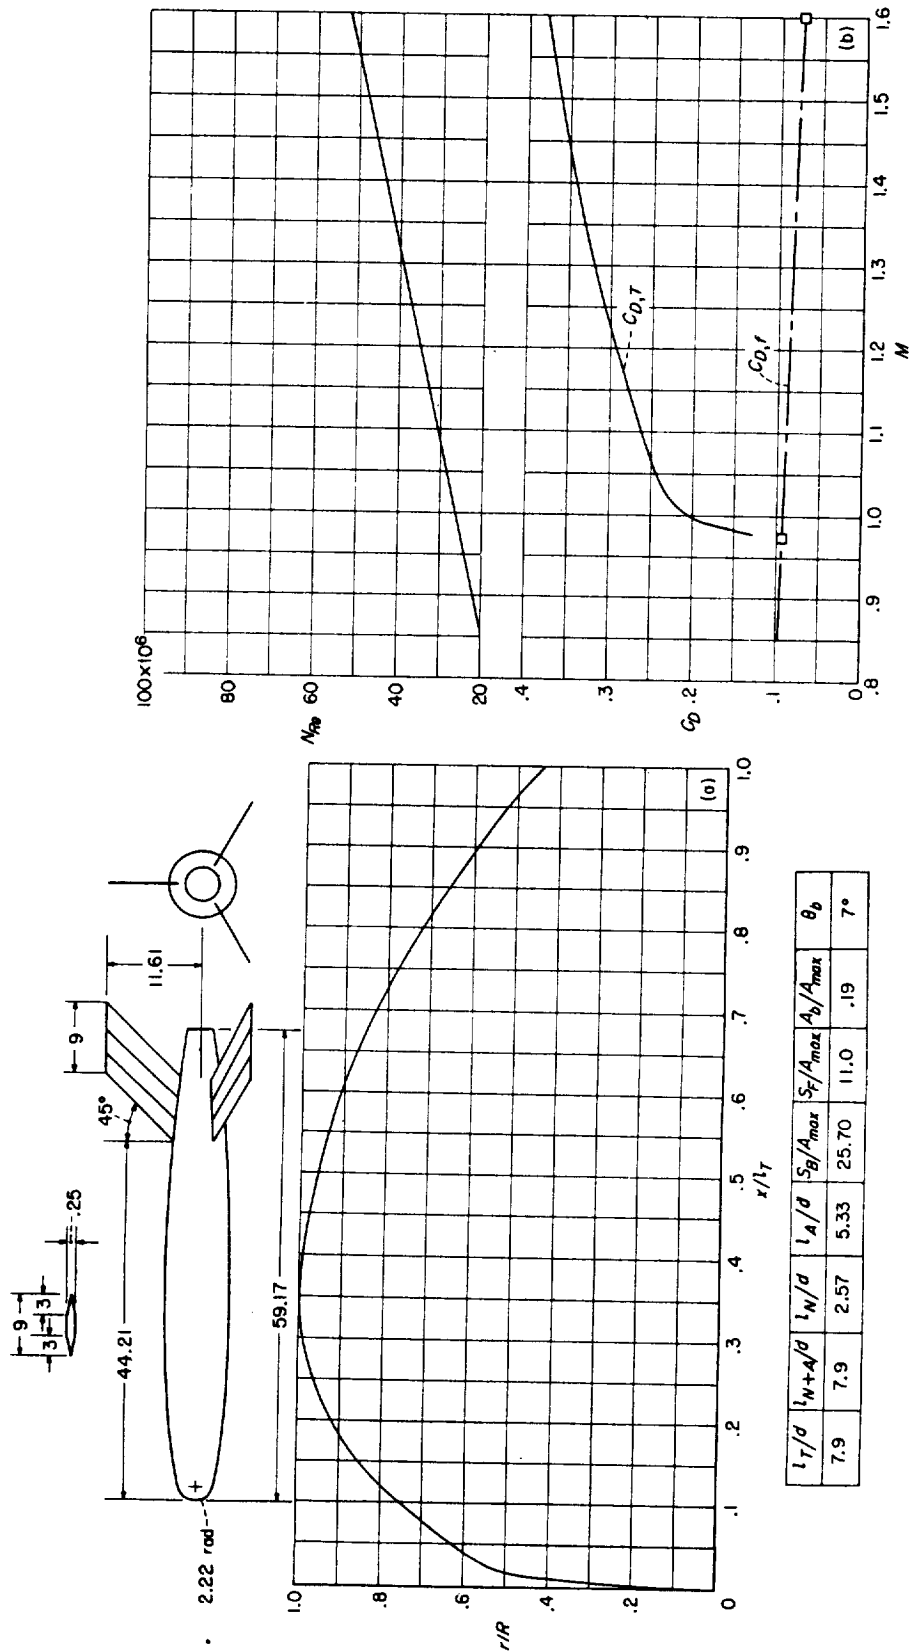 9
3
3
.25
44.21
45°
9
11.61
2.22 rad
59.17
1.0
.8
.6
.4
.2
0
r/R
.1
.2
.3
.4
.5
.6
.7
.8
.9
1.0
x/l_T
(a)
l_T/d l_N+A/d l_N/d l_A/d S_B/A_max S_F/A_max A_b/A_max θ_b
7.9 7.9 2.57 5.33 25.70 11.0 .19 7°
100×10⁶
80
N_Re 60
40
20
.4
.3
C_D .2
.1
0
C_D,T
C_D,f
.8 .9 1.0 1.1 1.2 1.3 1.4 1.5 1.6
M
(b)